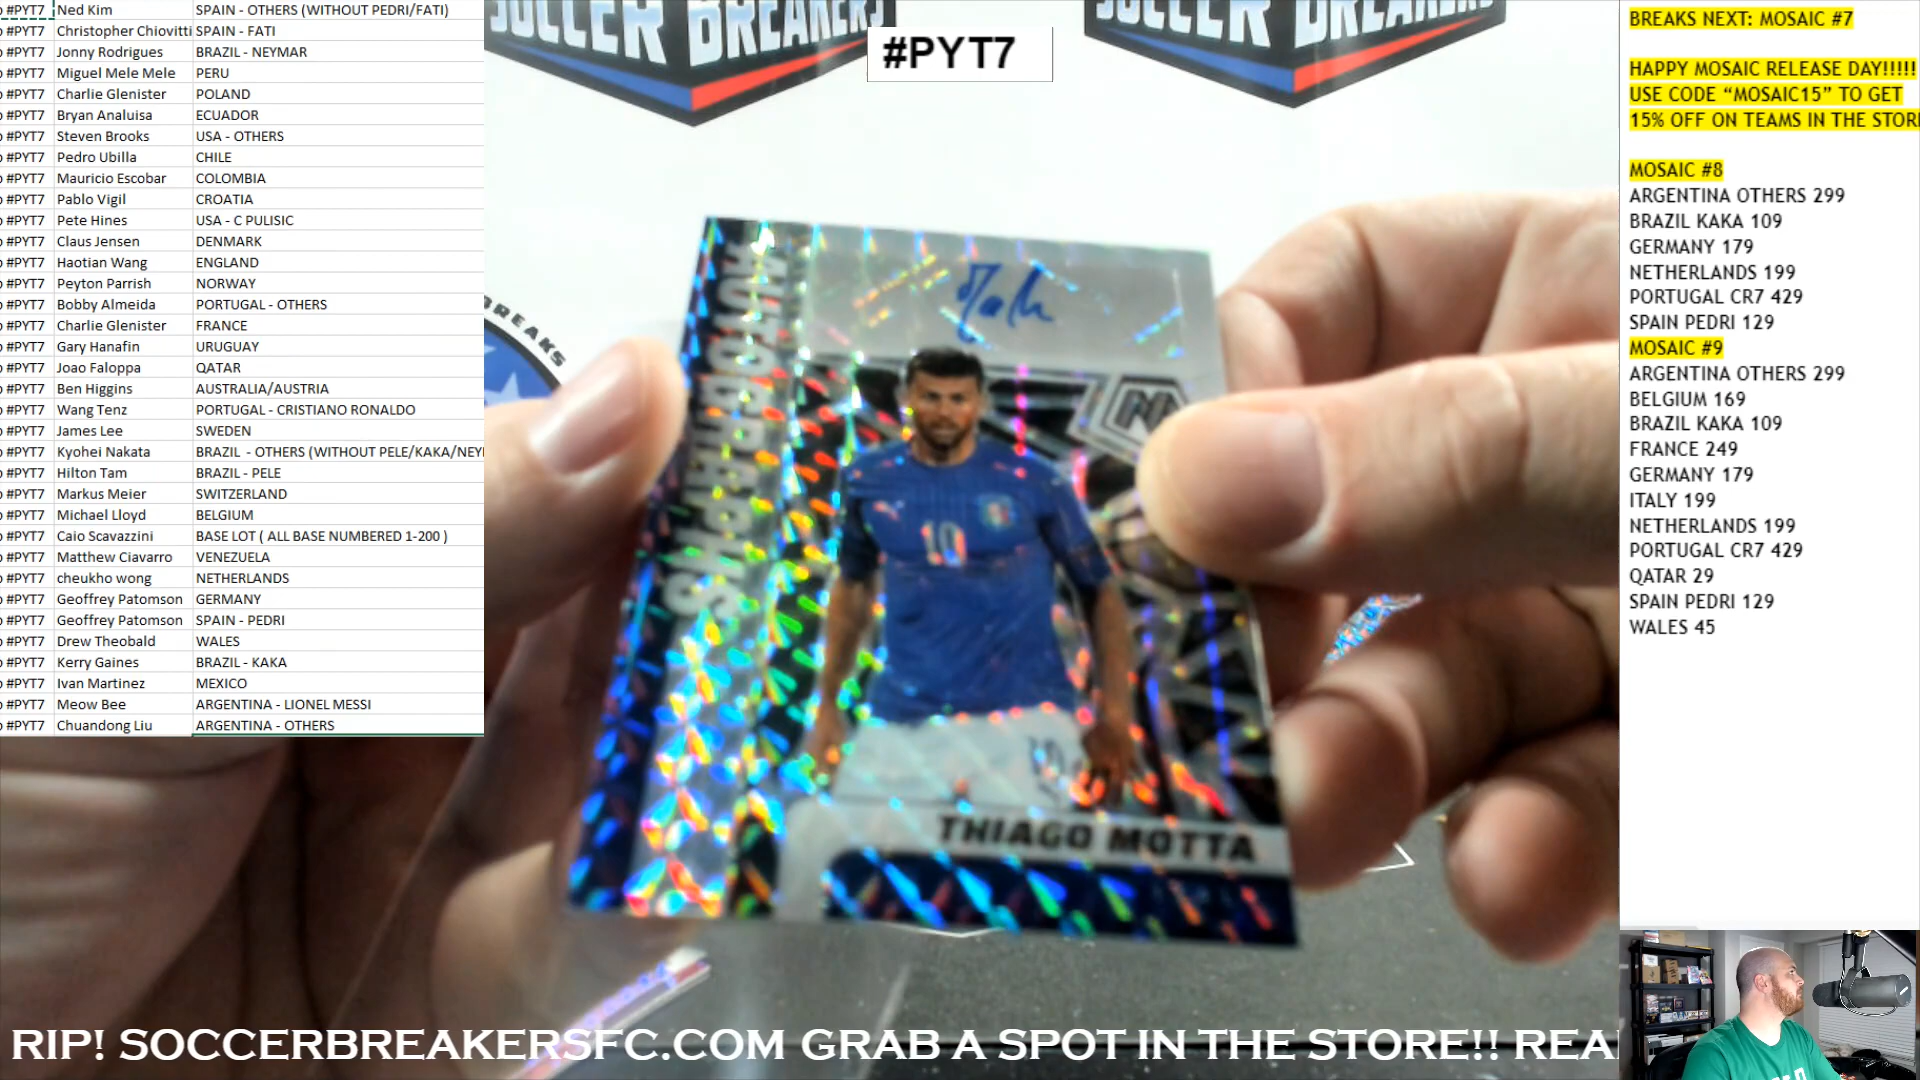 #PYT7 Ned Kim SPAIN - OTHERS (WITHOUT PEDRI/FATI)
#PYT7 Christopher Chiovitti SPAIN - FATI
#PYT7 Jonny Rodrigues BRAZIL - NEYMAR
#PYT7 Miguel Mele Mele PERU
#PYT7 Charlie Glenister POLAND
#PYT7 Bryan Analuisa ECUADOR
#PYT7 Steven Brooks USA - OTHERS
#PYT7 Pedro Ubilla CHILE
#PYT7 Mauricio Escobar COLOMBIA
#PYT7 Pablo Vigil CROATIA
#PYT7 Pete Hines USA - C PULISIC
#PYT7 Claus Jensen DENMARK
#PYT7 Haotian Wang ENGLAND
#PYT7 Peyton Parrish NORWAY
#PYT7 Bobby Almeida PORTUGAL - OTHERS
#PYT7 Charlie Glenister FRANCE
#PYT7 Gary Hanafin URUGUAY
#PYT7 Joao Faloppa QATAR
#PYT7 Ben Higgins AUSTRALIA/AUSTRIA
#PYT7 Wang Tenz PORTUGAL - CRISTIANO RONALDO
#PYT7 James Lee SWEDEN
#PYT7 Kyohei Nakata BRAZIL - OTHERS (WITHOUT PELE/KAKA/NEY
#PYT7 Hilton Tam BRAZIL - PELE
#PYT7 Markus Meier SWITZERLAND
#PYT7 Michael Lloyd BELGIUM
#PYT7 Caio Scavazzini BASE LOT ( ALL BASE NUMBERED 1-200 )
#PYT7 Matthew Ciavarro VENEZUELA
#PYT7 cheukho wong NETHERLANDS
#PYT7 Geoffrey Patomson GERMANY
#PYT7 Geoffrey Patomson SPAIN - PEDRI
#PYT7 Drew Theobald WALES
#PYT7 Kerry Gaines BRAZIL - KAKA
#PYT7 Ivan Martinez MEXICO
#PYT7 Meow Bee ARGENTINA - LIONEL MESSI
#PYT7 Chuandong Liu ARGENTINA - OTHERS
SOCCER BREAKERS
#PYT7
SOCCER BREAKERS
BREAKS
AUTOGRAPHS
10
THIAGO MOTTA
BREAKS NEXT: MOSAIC #7
HAPPY MOSAIC RELEASE DAY!!!!!
USE CODE “MOSAIC15” TO GET
15% OFF ON TEAMS IN THE STOR
MOSAIC #8
ARGENTINA OTHERS 299
BRAZIL KAKA 109
GERMANY 179
NETHERLANDS 199
PORTUGAL CR7 429
SPAIN PEDRI 129
MOSAIC #9
ARGENTINA OTHERS 299
BELGIUM 169
BRAZIL KAKA 109
FRANCE 249
GERMANY 179
ITALY 199
NETHERLANDS 199
PORTUGAL CR7 429
QATAR 29
SPAIN PEDRI 129
WALES 45
RIP! SOCCERBREAKERSFC.COM GRAB A SPOT IN THE STORE!! REA